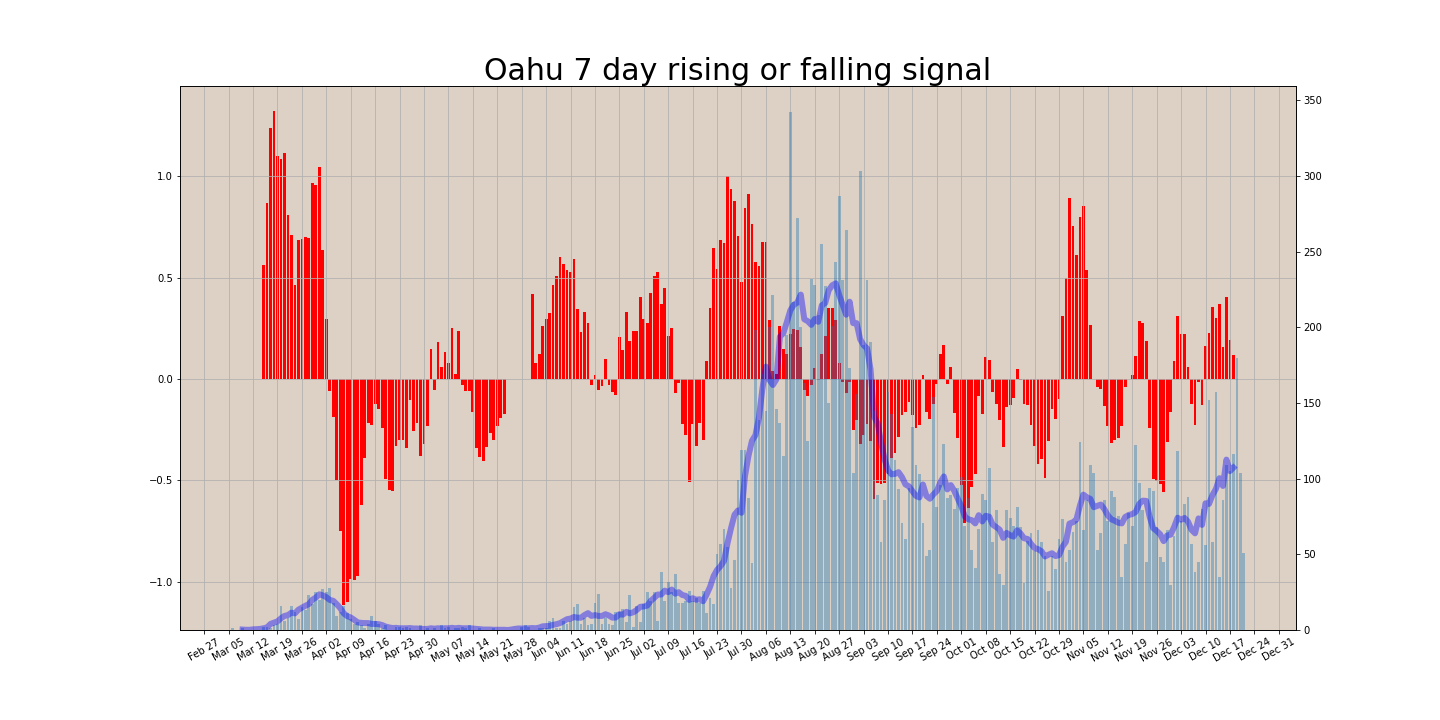 Oahu 7 day rising or falling signal
1.0
0.5
0.0
−0.5
−1.0
350
300
250
200
150
100
50
0
Feb 27
Mar 05
Mar 12
Mar 19
Mar 26
Apr 02
Apr 09
Apr 16
Apr 23
Apr 30
May 07
May 14
May 21
May 28
Jun 04
Jun 11
Jun 18
Jun 25
Jul 02
Jul 09
Jul 16
Jul 23
Jul 30
Aug 06
Aug 13
Aug 20
Aug 27
Sep 03
Sep 10
Sep 17
Sep 24
Oct 01
Oct 08
Oct 15
Oct 22
Oct 29
Nov 05
Nov 12
Nov 19
Nov 26
Dec 03
Dec 10
Dec 17
Dec 24
Dec 31